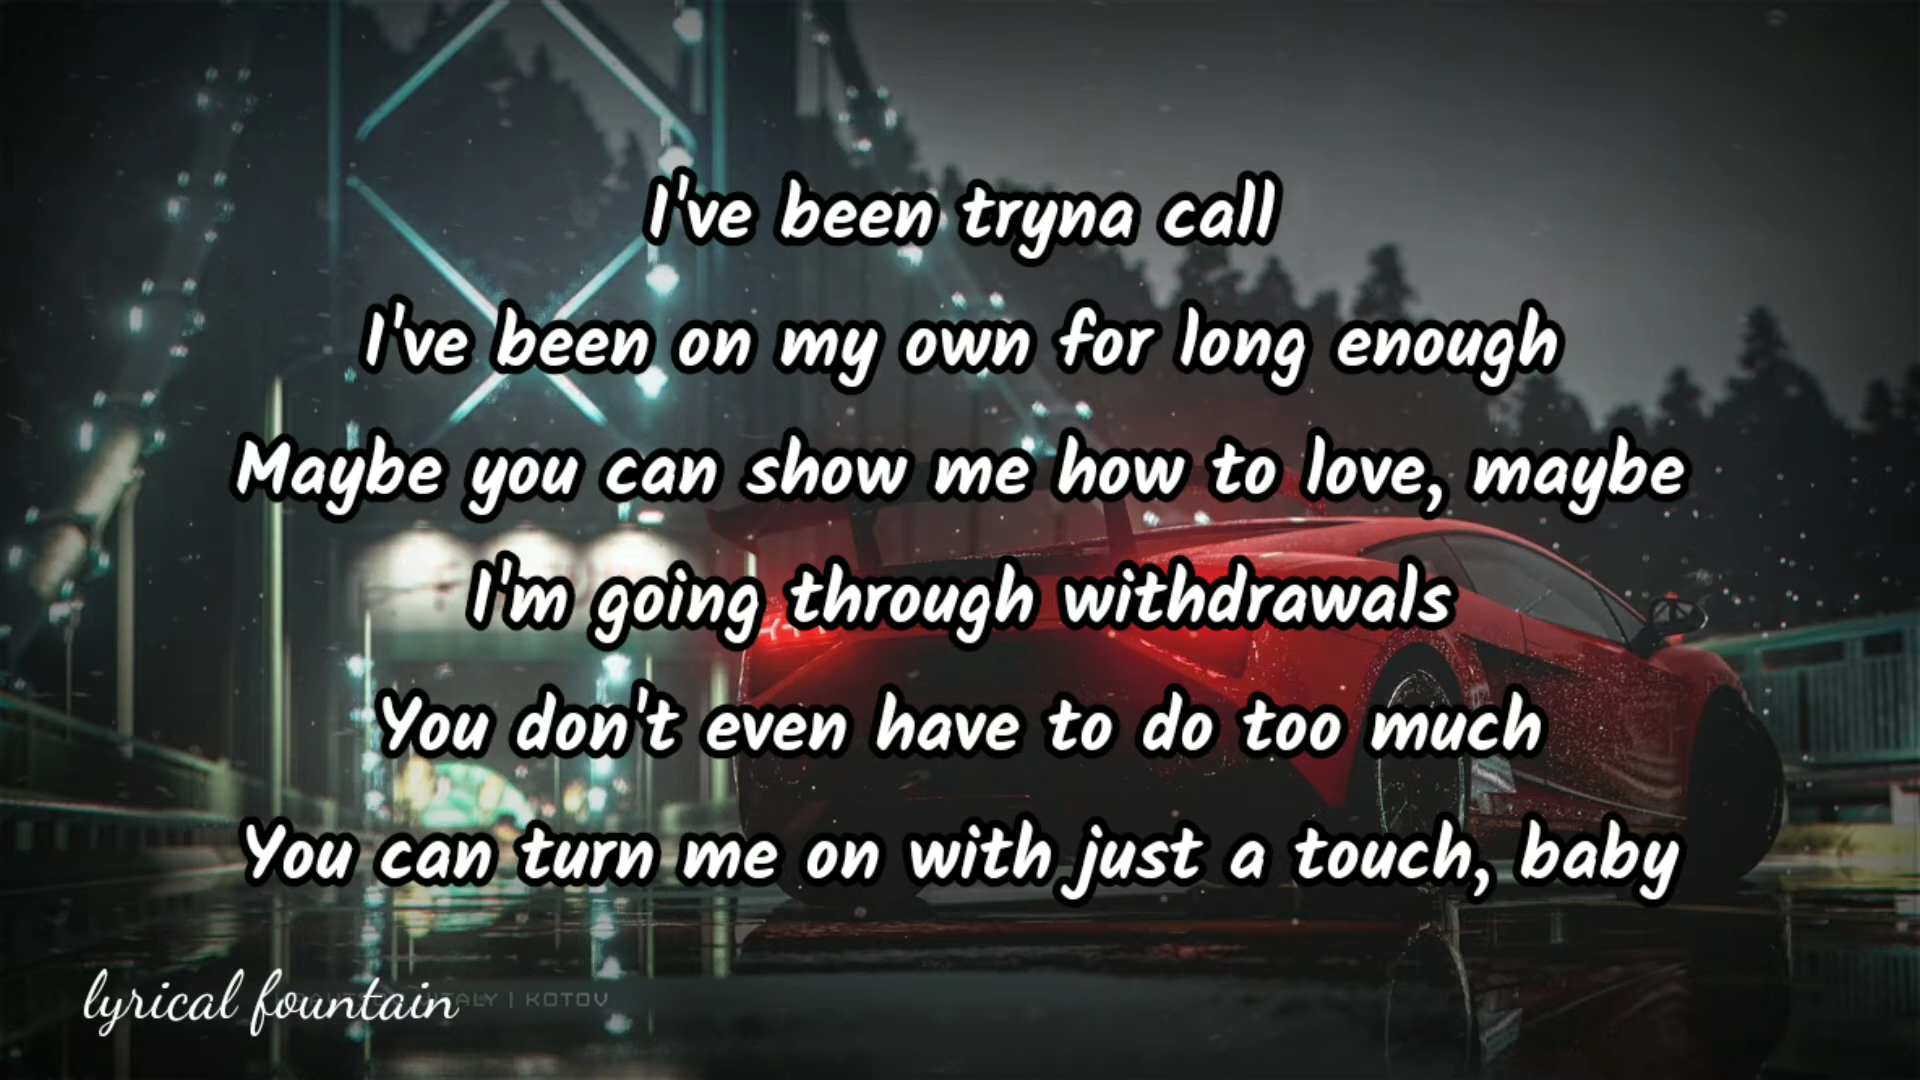 I've been tryna call
I've been on my own for long enough
Maybe you can show me how to love, maybe
I'm going through withdrawals
You don't even have to do too much
You can turn me on with just a touch, baby
lyrical fountain
| KOTOV